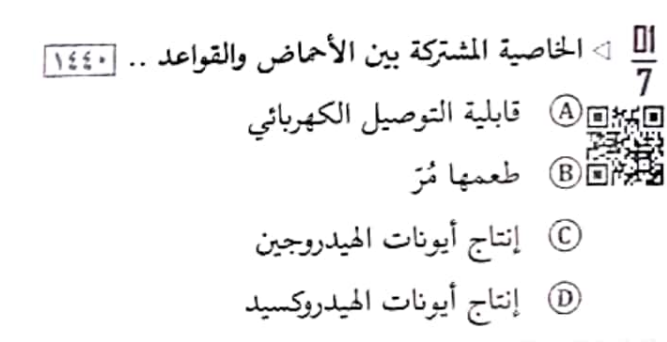 01
7
◁ الخاصية المشتركة بين الأحماض والقواعد .. ١٤٤٠
Ⓐ قابلية التوصيل الكهربائي
Ⓑ طعمها مُرّ
Ⓒ إنتاج أيونات الهيدروجين
Ⓓ إنتاج أيونات الهيدروكسيد